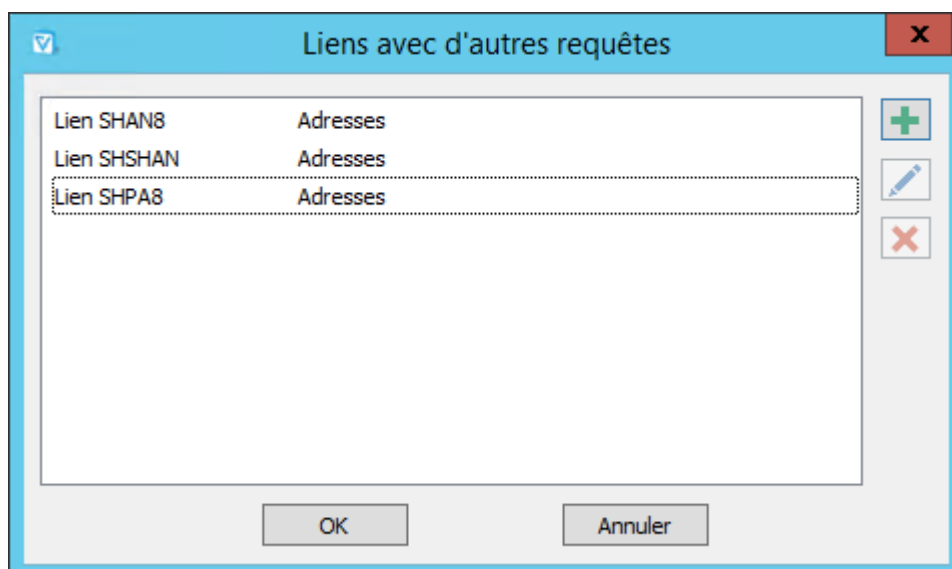 Liens avec d'autres requêtes
x
Lien SHAN8 Adresses
Lien SHSHAN Adresses
Lien SHPA8 Adresses
OK Annuler